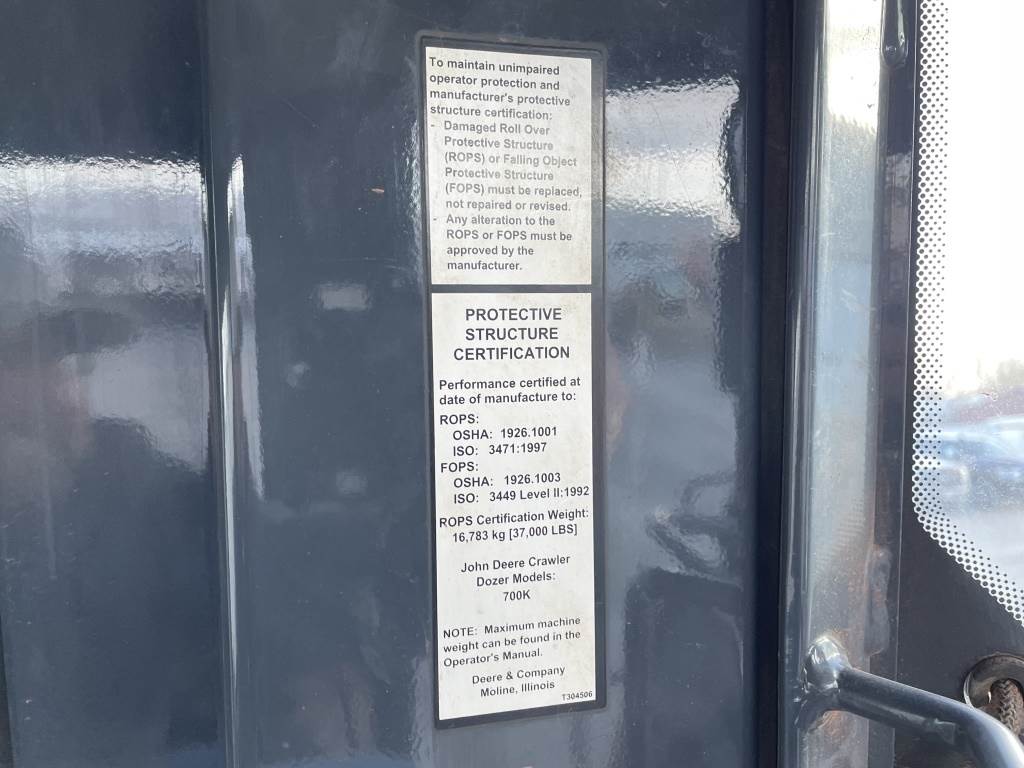 To maintain unimpaired
operator protection and
manufacturer's protective
structure certification:
- Damaged Roll Over
Protective Structure
(ROPS) or Falling Object
Protective Structure
(FOPS) must be replaced,
not repaired or revised.
- Any alteration to the
ROPS or FOPS must be
approved by the
manufacturer.
PROTECTIVE
STRUCTURE
CERTIFICATION
Performance certified at
date of manufacture to:
ROPS:
OSHA: 1926.1001
ISO: 3471:1997
FOPS:
OSHA: 1926.1003
ISO: 3449 Level II:1992
ROPS Certification Weight:
16,783 kg [37,000 LBS]
John Deere Crawler
Dozer Models:
700K
NOTE: Maximum machine
weight can be found in the
Operator's Manual.
Deere & Company
Moline, Illinois
T304506